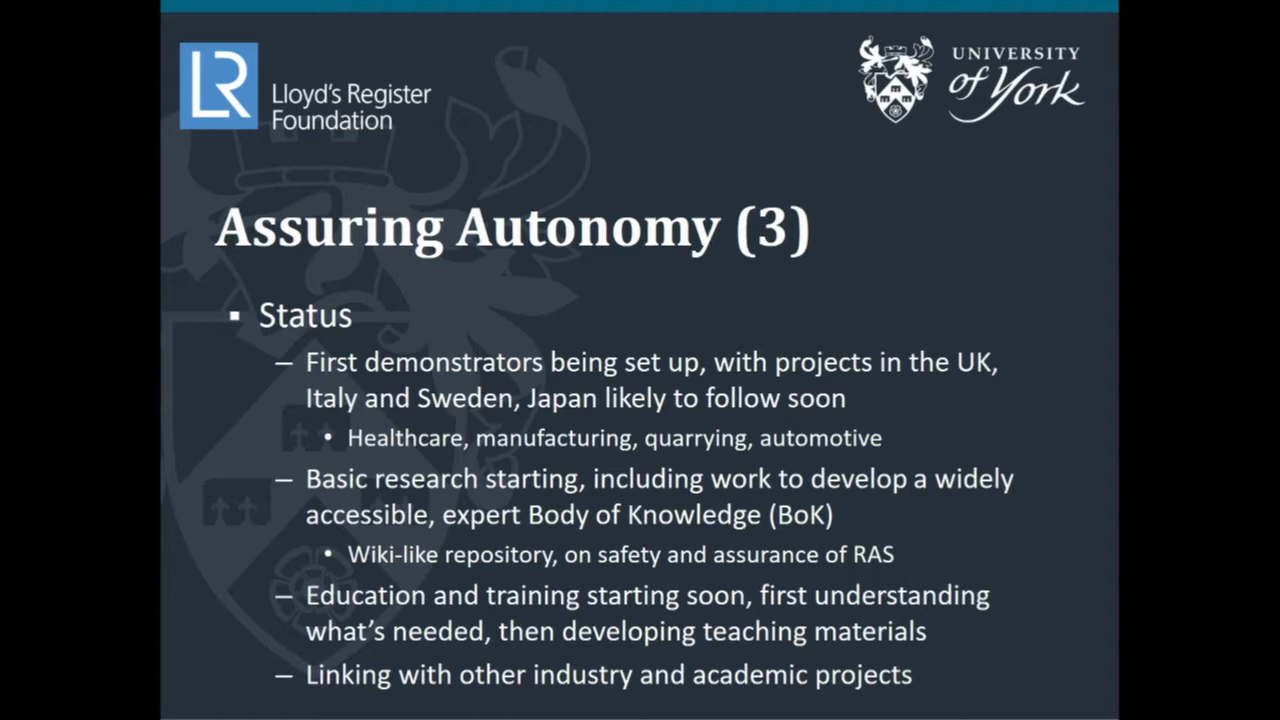 LR
Lloyd's Register
Foundation
UNIVERSITY
of York
Assuring Autonomy (3)
▪ Status
– First demonstrators being set up, with projects in the UK,
Italy and Sweden, Japan likely to follow soon
• Healthcare, manufacturing, quarrying, automotive
– Basic research starting, including work to develop a widely
accessible, expert Body of Knowledge (BoK)
• Wiki-like repository, on safety and assurance of RAS
– Education and training starting soon, first understanding
what's needed, then developing teaching materials
– Linking with other industry and academic projects